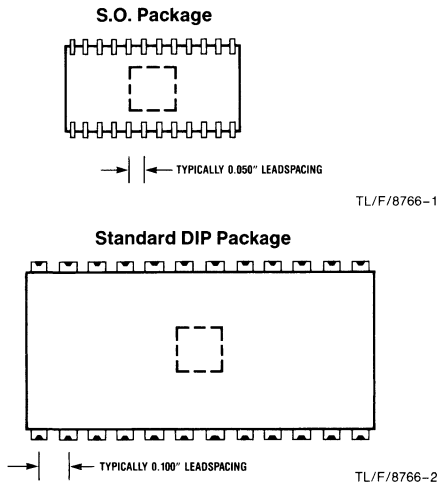 S.O. Package
TYPICALLY 0.050″ LEADSPACING
TL/F/8766–1
Standard DIP Package
TYPICALLY 0.100″ LEADSPACING
TL/F/8766–2